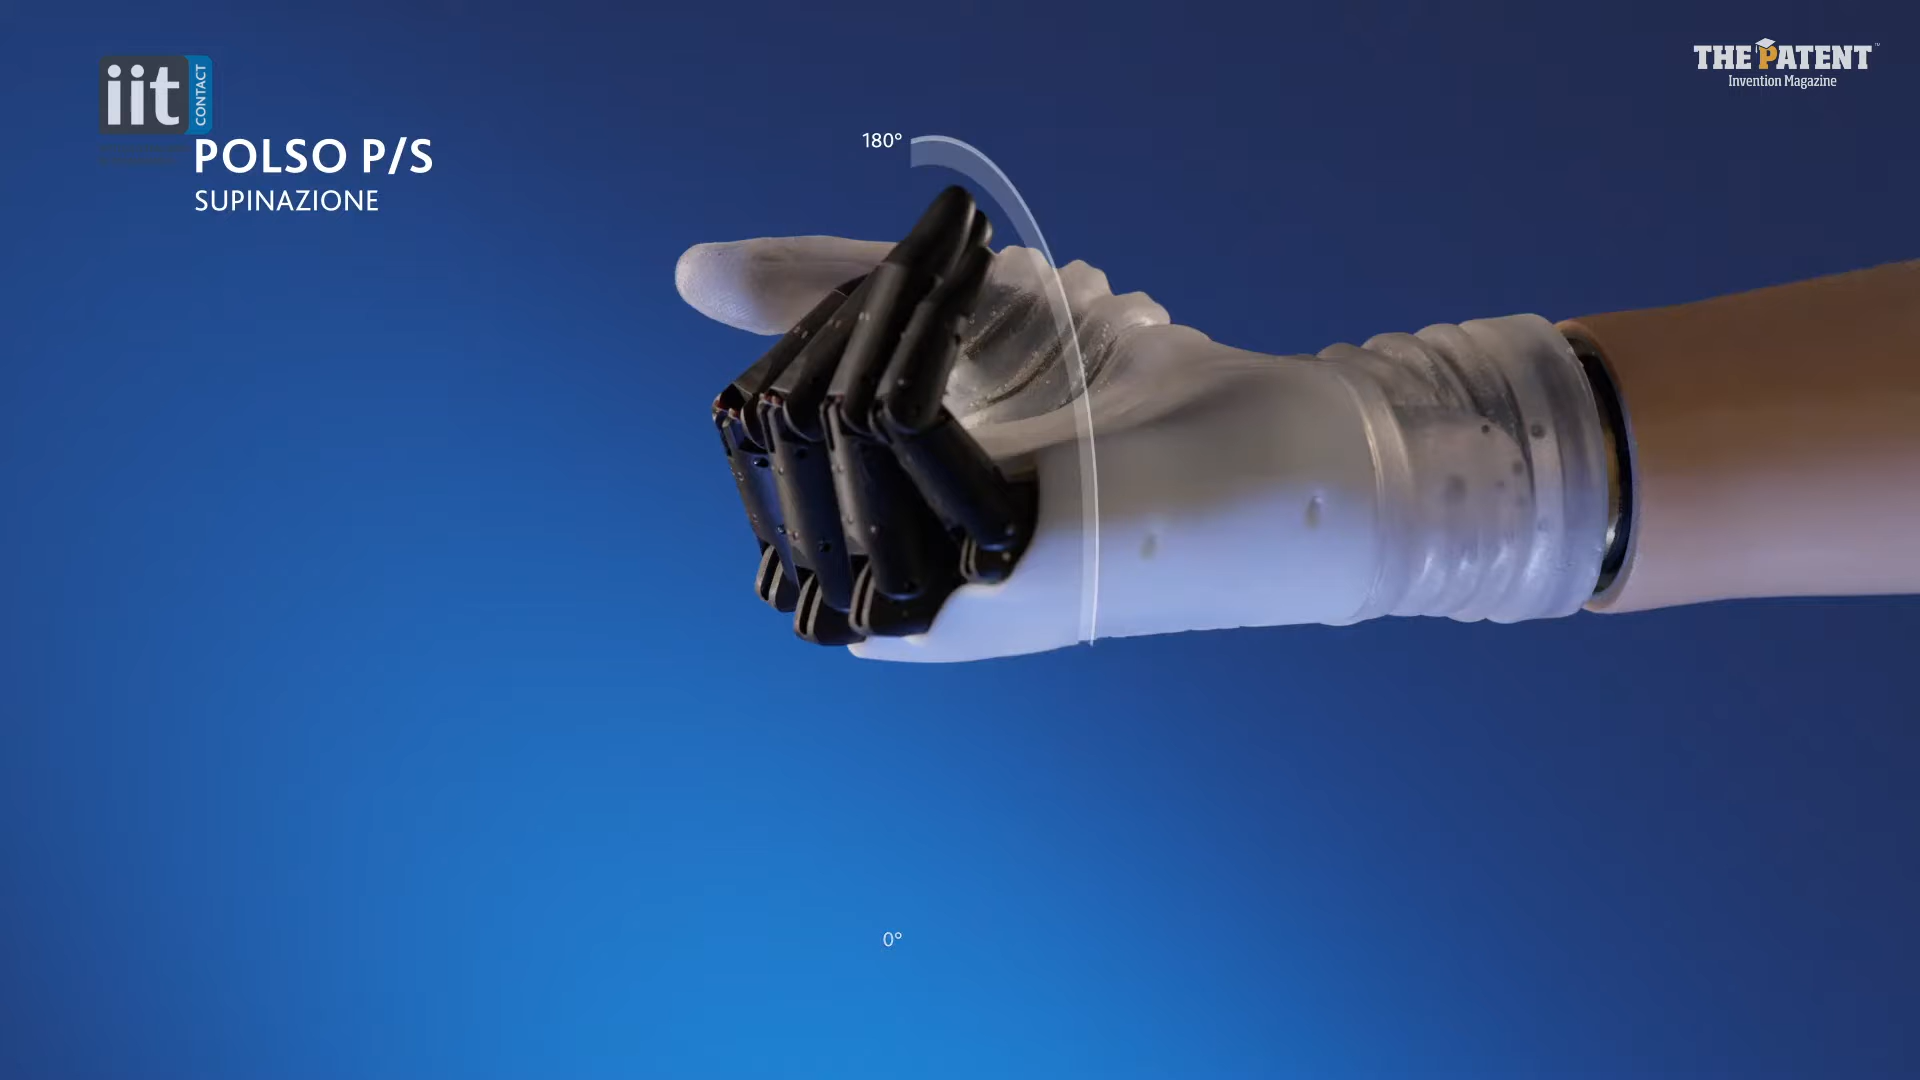 iit
CONTACT
THE PATENT
Invention Magazine
POLSO P/S
SUPINAZIONE
180°
0°